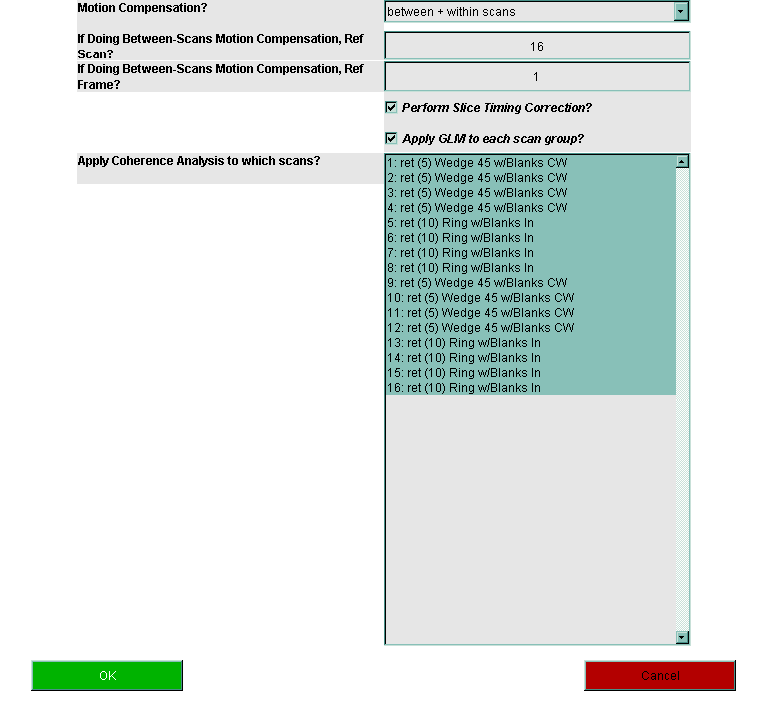 Motion Compensation?
between + within scans
If Doing Between-Scans Motion Compensation, Ref
Scan?
16
If Doing Between-Scans Motion Compensation, Ref
Frame?
1
Perform Slice Timing Correction?
Apply GLM to each scan group?
Apply Coherence Analysis to which scans?
1: ret (5) Wedge 45 w/Blanks CW
2: ret (5) Wedge 45 w/Blanks CW
3: ret (5) Wedge 45 w/Blanks CW
4: ret (5) Wedge 45 w/Blanks CW
5: ret (10) Ring w/Blanks In
6: ret (10) Ring w/Blanks In
7: ret (10) Ring w/Blanks In
8: ret (10) Ring w/Blanks In
9: ret (5) Wedge 45 w/Blanks CW
10: ret (5) Wedge 45 w/Blanks CW
11: ret (5) Wedge 45 w/Blanks CW
12: ret (5) Wedge 45 w/Blanks CW
13: ret (10) Ring w/Blanks In
14: ret (10) Ring w/Blanks In
15: ret (10) Ring w/Blanks In
16: ret (10) Ring w/Blanks In
OK
Cancel